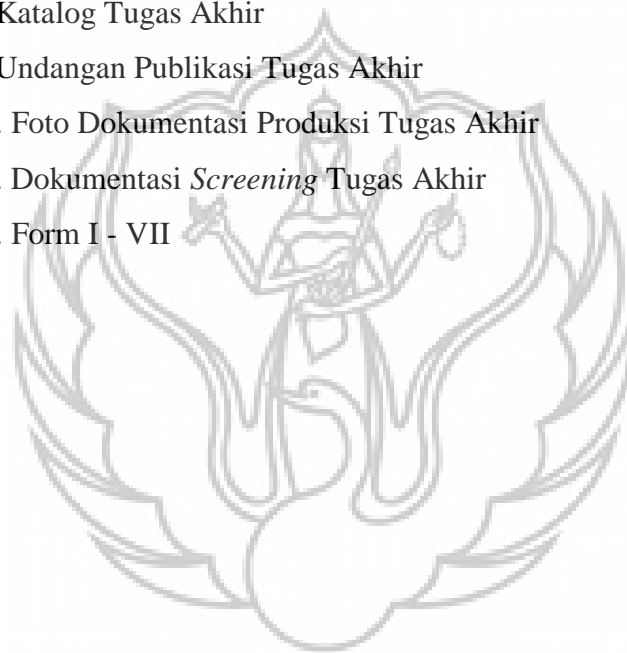 Katalog Tugas Akhir
Undangan Publikasi Tugas Akhir
. Foto Dokumentasi Produksi Tugas Akhir
. Dokumentasi Screening Tugas Akhir
. Form I - VII